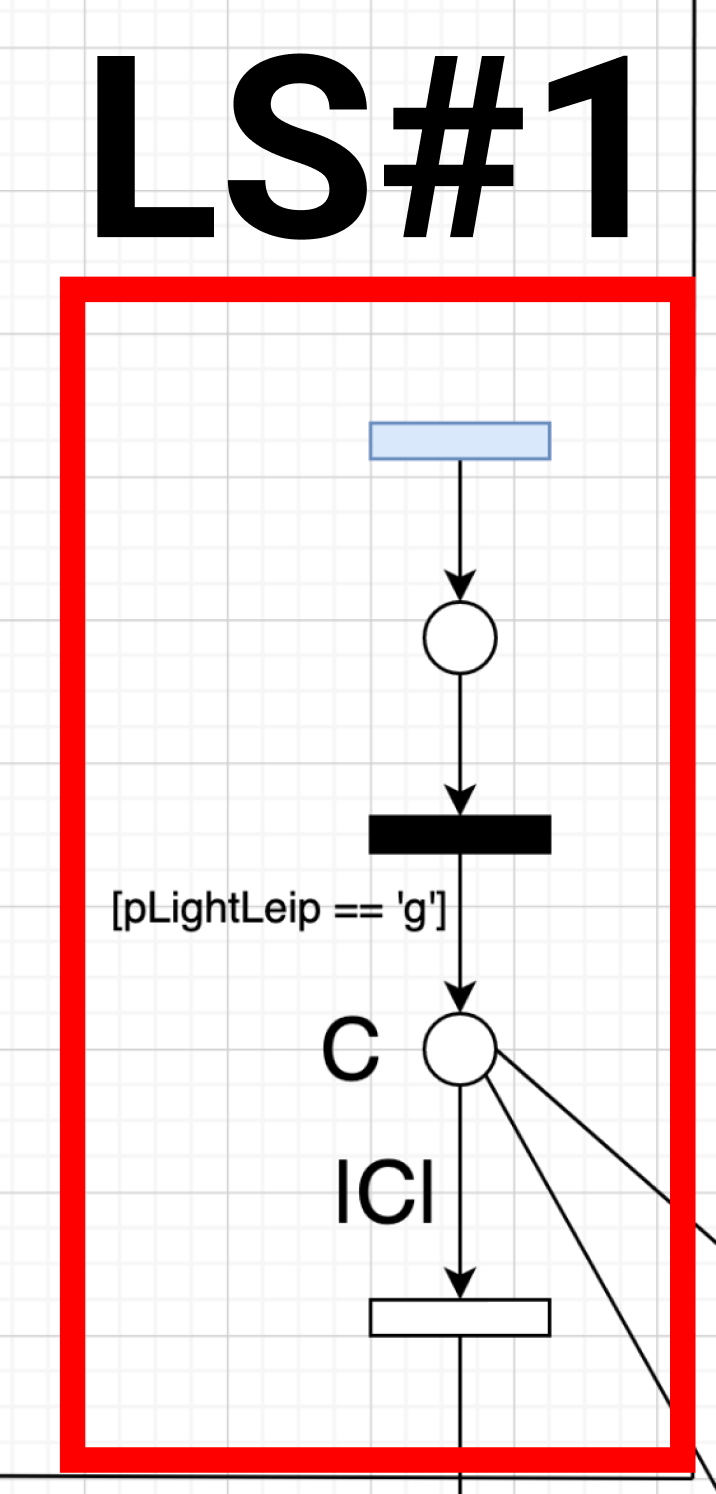 LS#1
[pLightLeip == 'g']
C
|C|